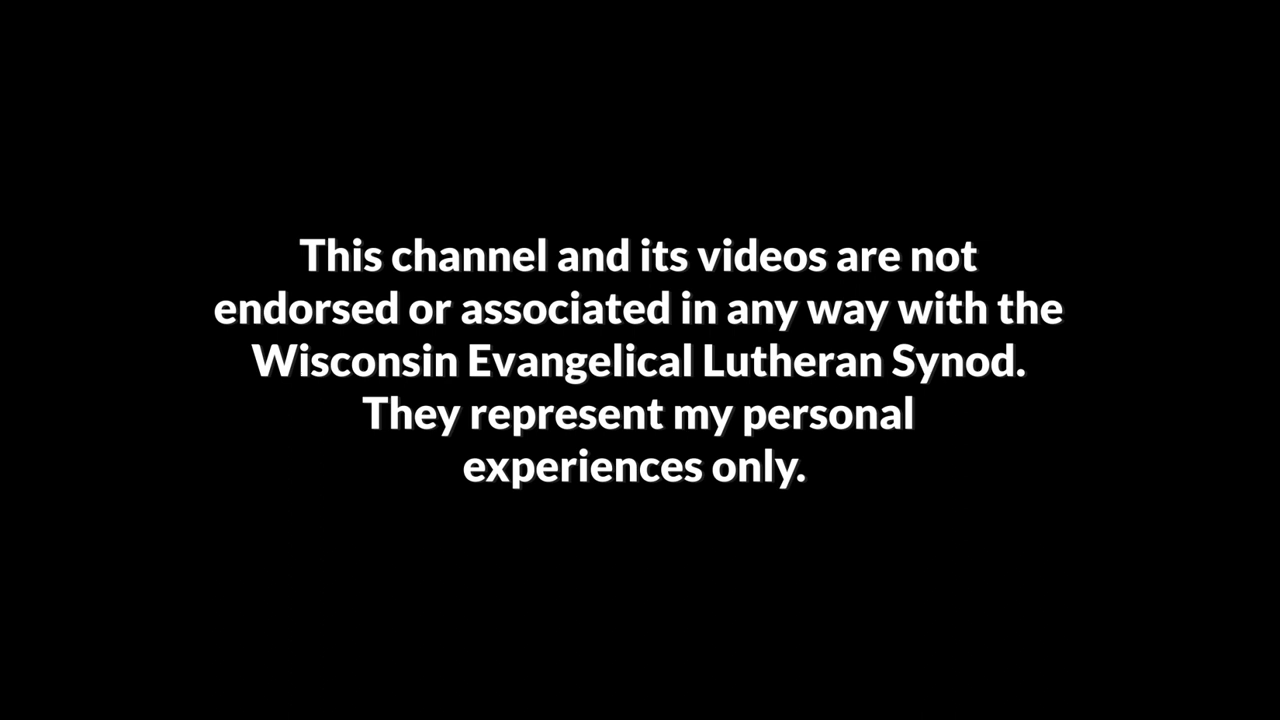 This channel and its videos are not
endorsed or associated in any way with the
Wisconsin Evangelical Lutheran Synod.
They represent my personal
experiences only.